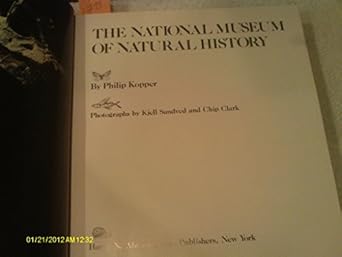 THE NATIONAL MUSEUM
OF NATURAL HISTORY
By Philip Kopper
Photographs by Kjell Sandved and Chip Clark
Publishers, New York
01/21/2012 AM 12:32